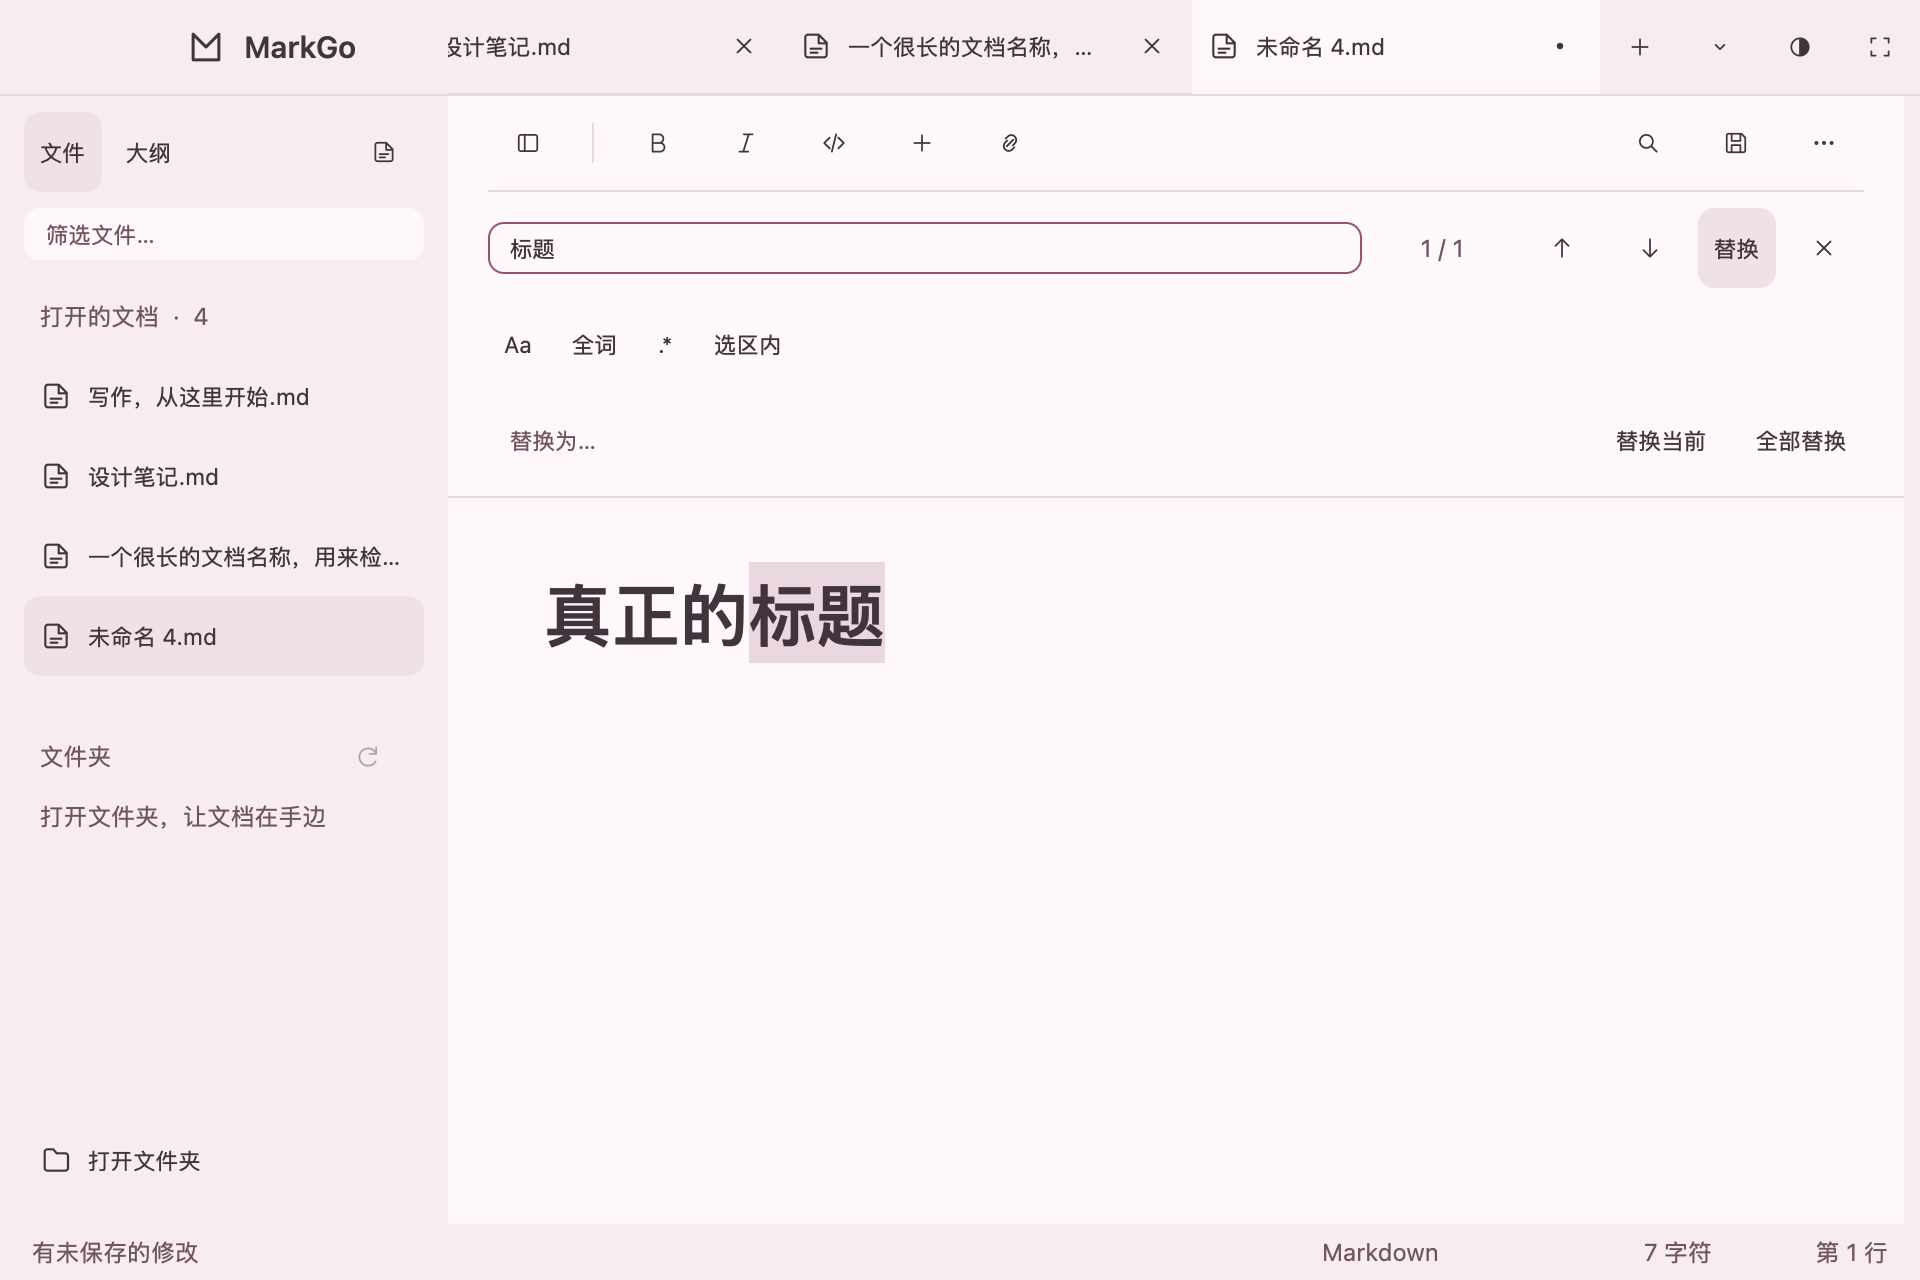 MarkGo
设计笔记.md
一个很长的文档名称，...
未命名 4.md
文件
大纲
筛选文件...
打开的文档 · 4
写作，从这里开始.md
设计笔记.md
一个很长的文档名称，用来检...
未命名 4.md
文件夹
打开文件夹，让文档在手边
打开文件夹
有未保存的修改
标题
1 / 1
替换
Aa
全词
.*
选区内
替换为...
替换当前
全部替换
真正的标题
Markdown
7 字符
第 1 行